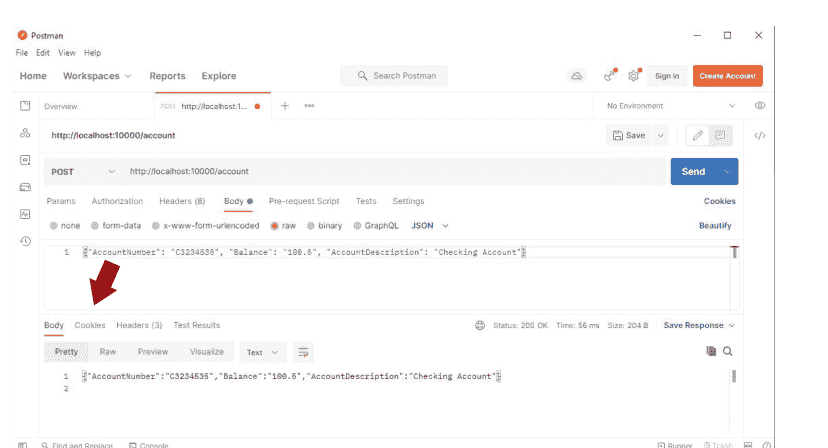 Postman
File Edit View Help
Home Workspaces Reports Explore Search Postman Sign In Create Account
Overview POST http://localhost:1... No Environment
http://localhost:10000/account Save
POST http://localhost:10000/account Send
Params Authorization Headers (8) Body Pre-request Script Tests Settings Cookies
none form-data x-www-form-urlencoded raw binary GraphQL JSON Beautify
1 {"AccountNumber": "C3234535", "Balance": "100.5", "AccountDescription": "Checking Account"}
Body Cookies Headers (3) Test Results Status: 200 OK Time: 56 ms Size: 204 B Save Response
Pretty Raw Preview Visualize Text
1 {"AccountNumber":"C3234535","Balance":"100.5","AccountDescription":"Checking Account"}
2
Find and Replace Console Runner Trash